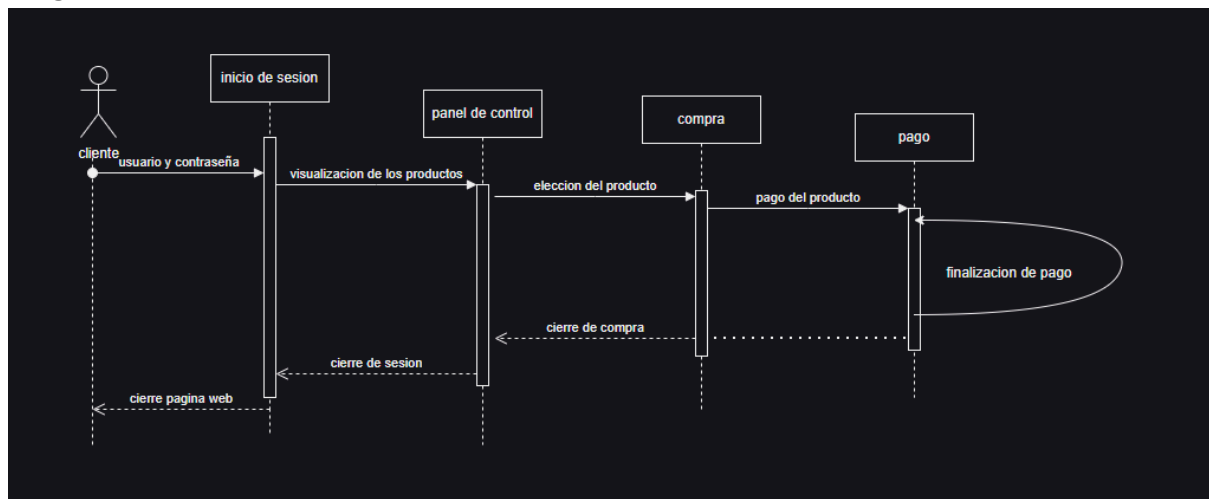 inicio de sesion
panel de control
compra
pago
cliente
usuario y contraseña
visualizacion de los productos
eleccion del producto
pago del producto
finalizacion de pago
cierre de compra
cierre de sesion
cierre pagina web